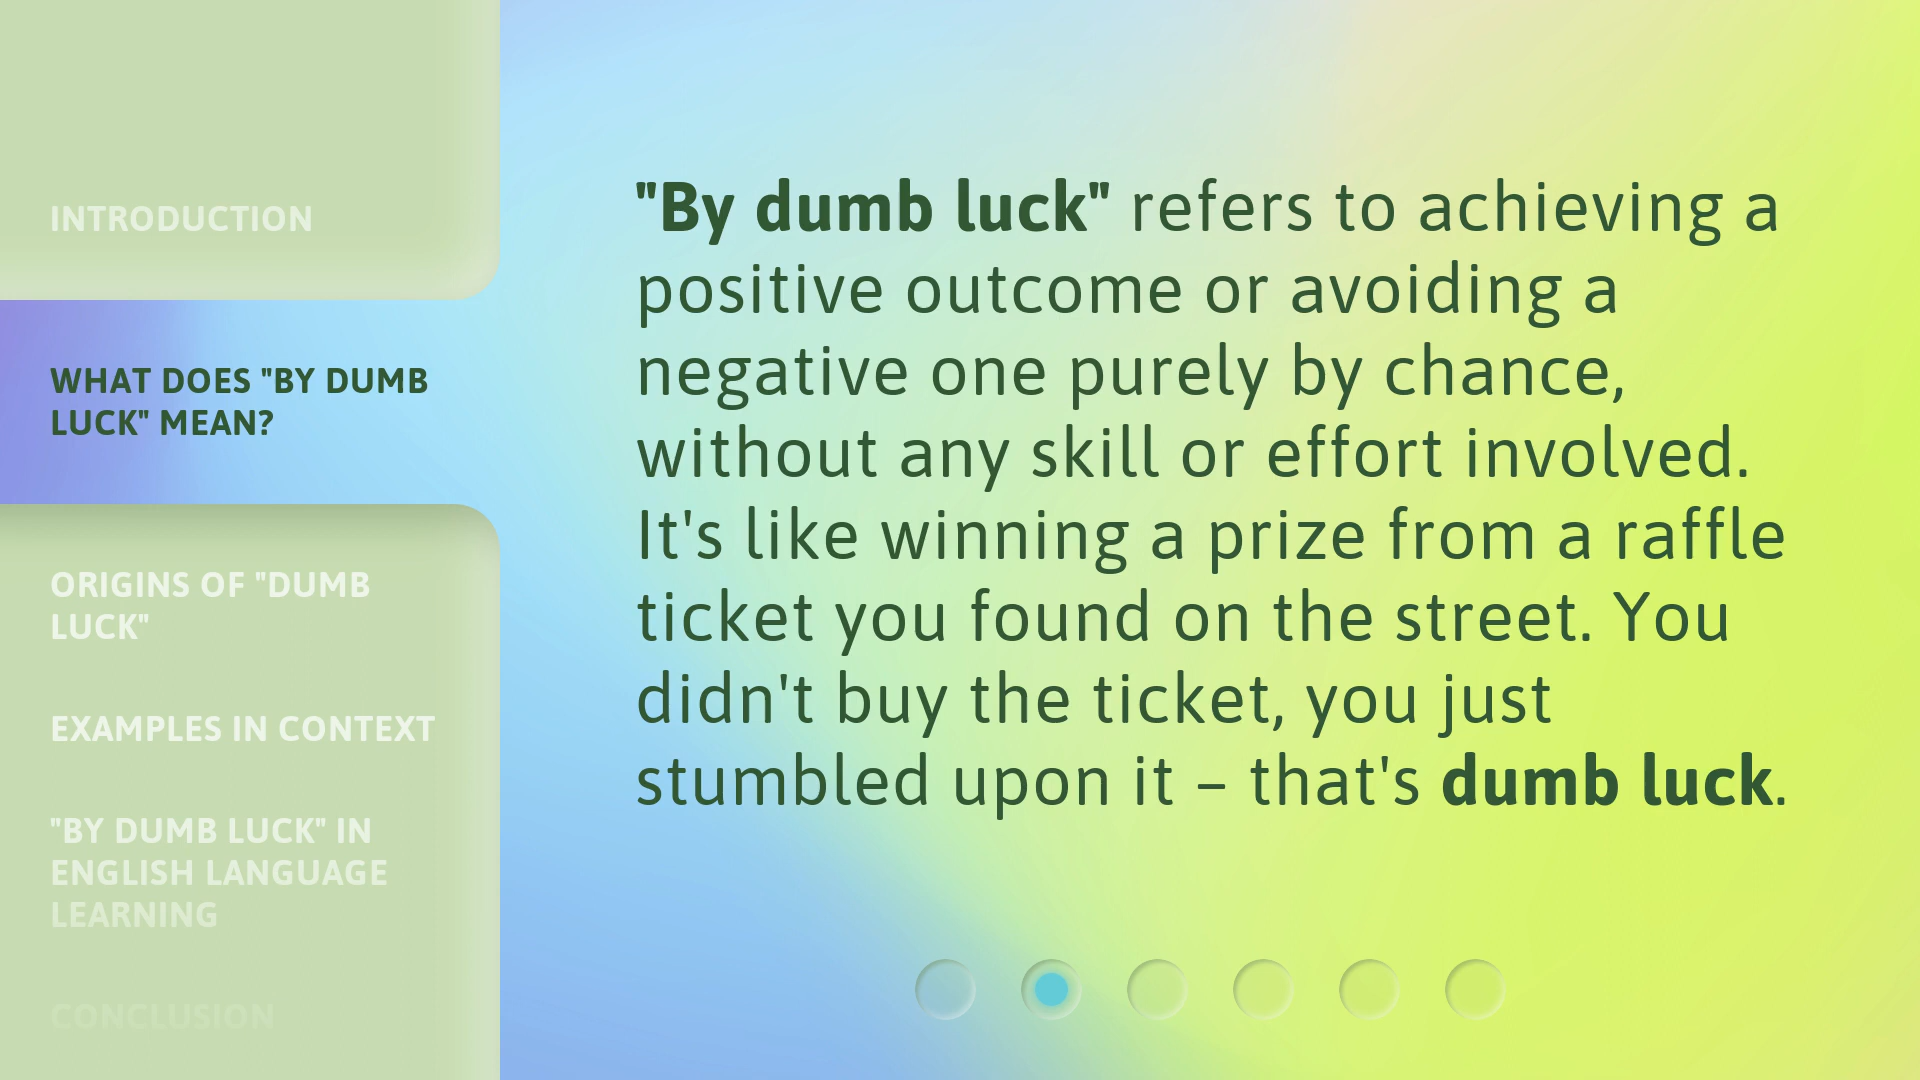 INTRODUCTION
WHAT DOES "BY DUMB
LUCK" MEAN?
ORIGINS OF "DUMB
LUCK"
EXAMPLES IN CONTEXT
"BY DUMB LUCK" IN
ENGLISH LANGUAGE
LEARNING
CONCLUSION
"By dumb luck" refers to achieving a
positive outcome or avoiding a
negative one purely by chance,
without any skill or effort involved.
It's like winning a prize from a raffle
ticket you found on the street. You
didn't buy the ticket, you just
stumbled upon it – that's dumb luck.